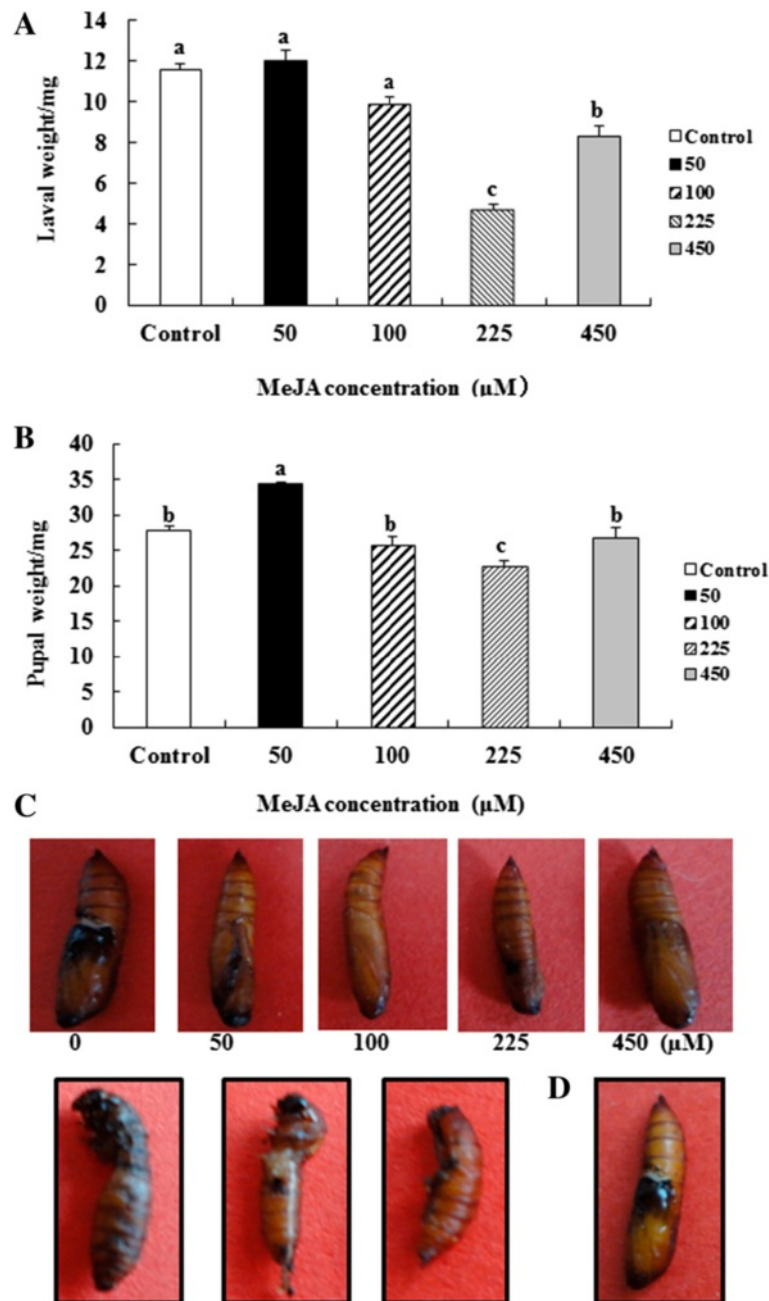 A
Laval weight/mg
14
12
10
8
6
4
2
0
a
a
a
c
b
Control
50
100
225
450
Control 50 100 225 450
MeJA concentration (μM)
B
Pupal weight/mg
40
35
30
25
20
15
10
5
0
b
a
b
c
b
Control
50
100
225
450
Control 50 100 225 450
MeJA concentration (μM)
C
0 50 100 225 450 (μM)
D